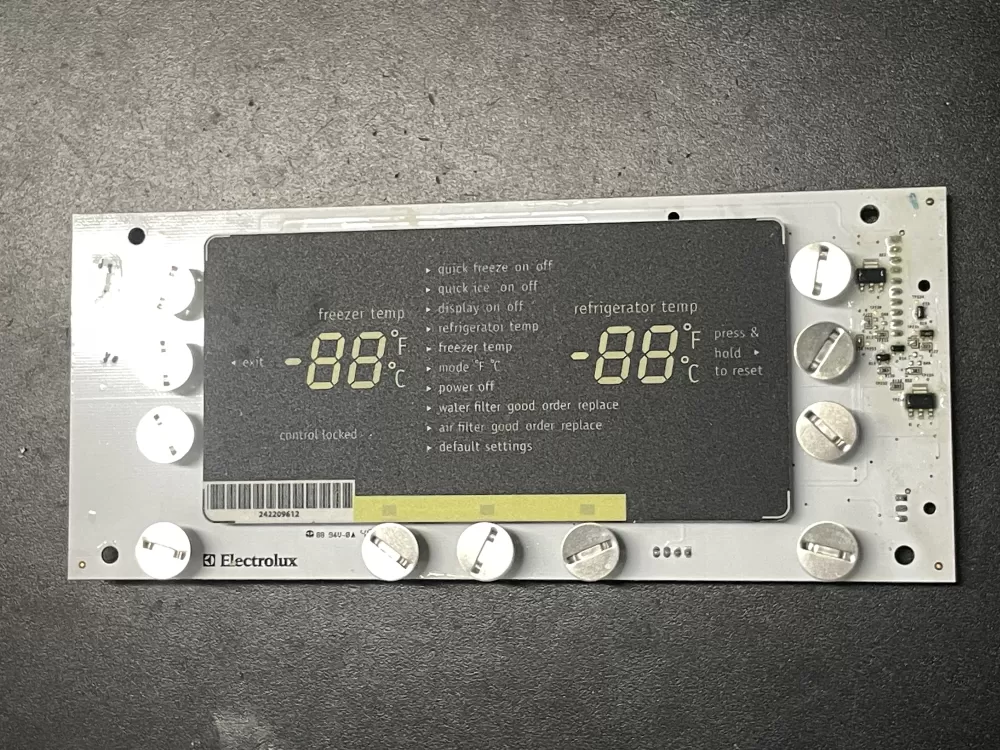 freezer temp
-88°F °C
◂ exit
control locked
▸ quick freeze on off
▸ quick ice on off
▸ display on off
▸ refrigerator temp
▸ freezer temp
▸ mode °F °C
▸ power off
▸ water filter good order replace
▸ air filter good order replace
▸ default settings
refrigerator temp
-88°F °C
press &
hold ▸
to reset
242209612
94V-0
Electrolux